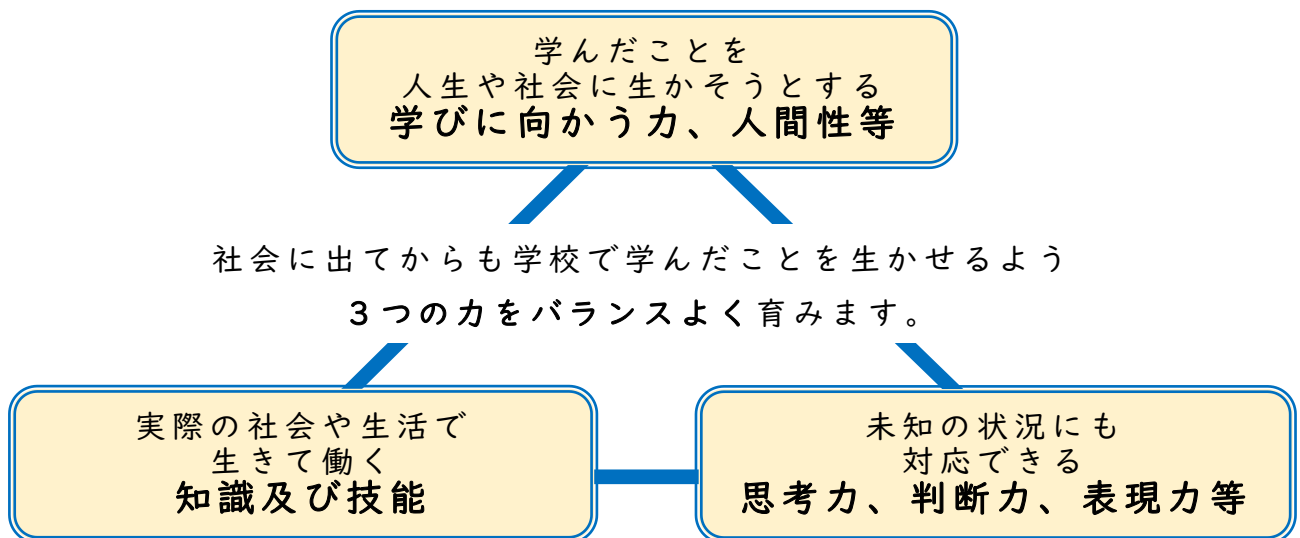 学んだことを
人生や社会に生かそうとする
学びに向かう力、人間性等
社会に出てからも学校で学んだことを生かせるよう
３つの力をバランスよく育みます。
実際の社会や生活で
生きて働く
知識及び技能
未知の状況にも
対応できる
思考力、判断力、表現力等